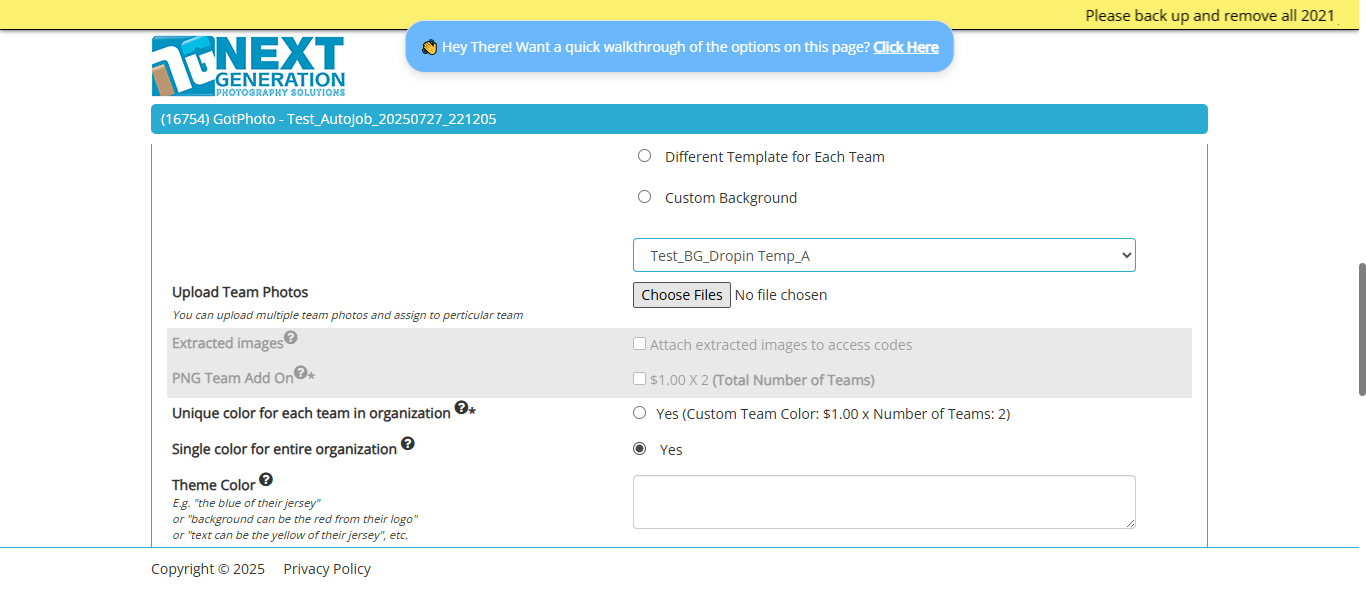 Please back up and remove all 2021
👋 Hey There! Want a quick walkthrough of the options on this page? Click Here
NEXT
GENERATION
PHOTOGRAPHY SOLUTIONS
(16754) GotPhoto - Test_AutoJob_20250727_221205
Different Template for Each Team
Custom Background
Test_BG_Dropin Temp_A
Upload Team Photos
Choose Files No file chosen
You can upload multiple team photos and assign to perticular team
Extracted images?
Attach extracted images to access codes
PNG Team Add On?*
$1.00 X 2 (Total Number of Teams)
Unique color for each team in organization ?*
Yes (Custom Team Color: $1.00 x Number of Teams: 2)
Single color for entire organization ?
Yes
Theme Color ?
E.g. "the blue of their jersey"
or "background can be the red from their logo"
or "text can be the yellow of their jersey", etc.
Copyright © 2025 Privacy Policy